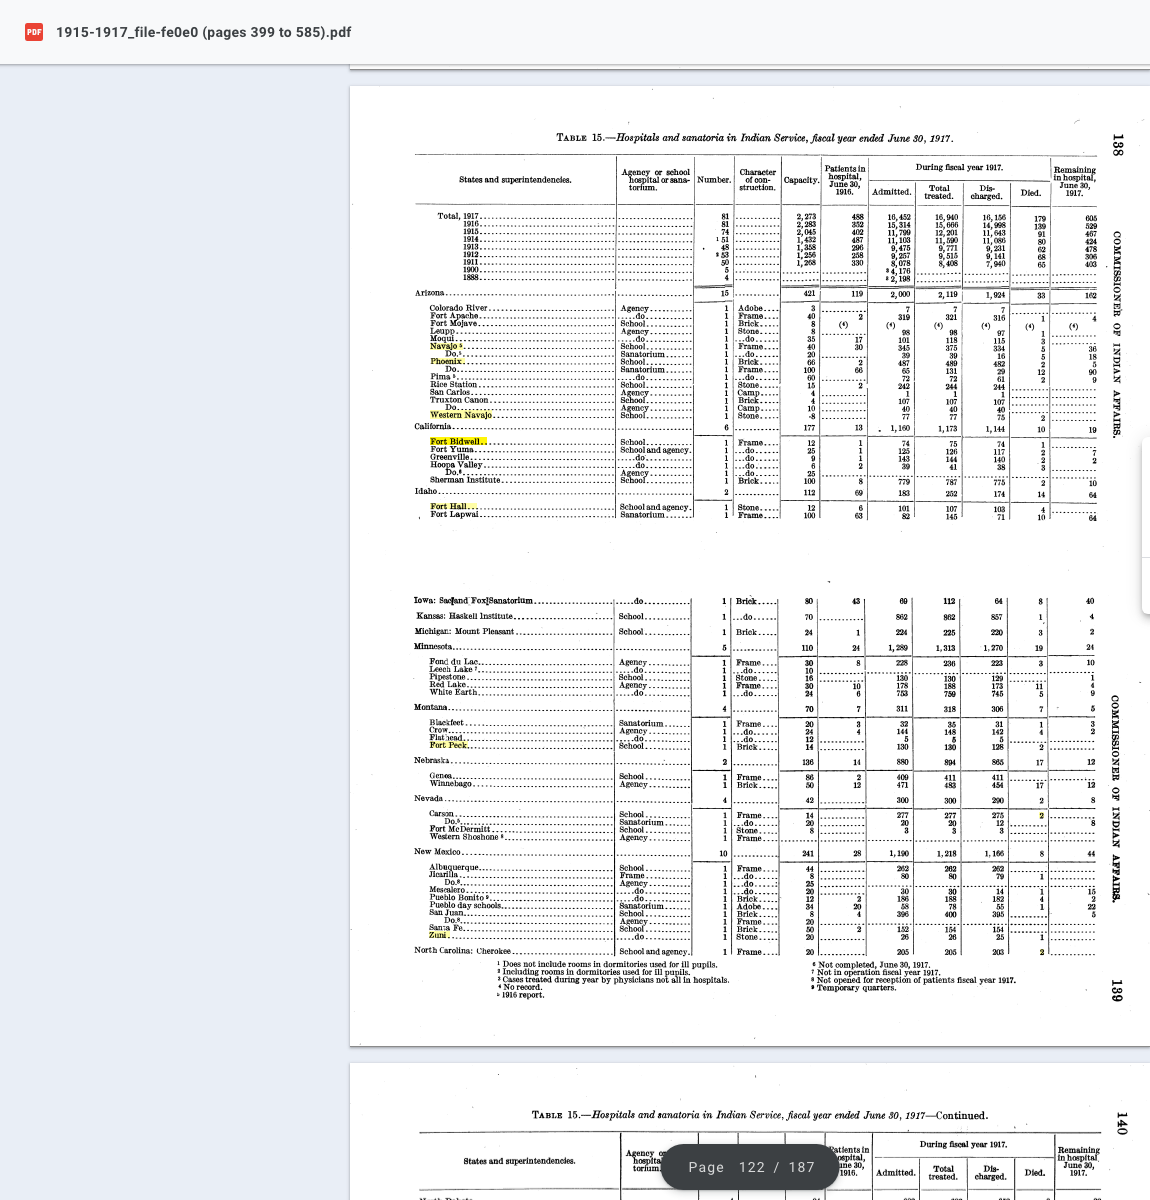 1915-1917_file-fe0e0 (pages 399 to 585).pdf
TABLE 15.—Hospitals and sanatoria in Indian Service, fiscal year ended June 30, 1917.
138
States and superintendencies. Agency or school hospital or sanatorium. Number. Character of construction. Capacity. Patients in hospital, June 30, 1916. During fiscal year 1917. Admitted. Total treated. Discharged. Died. Remaining in hospital, June 30, 1917.
Total, 1917 81 2,273 488 16,452 16,940 16,156 179 605
1916 81 2,283 352 15,314 15,666 14,998 139 529
1915 74 2,045 402 11,799 12,201 11,643 91 467
1914 ¹ 51 1,432 487 11,103 11,590 11,086 80 424
1913 48 1,358 296 9,475 9,771 9,231 62 478
1912 ² 53 1,256 258 9,257 9,515 9,141 68 306
1911 50 1,268 330 8,078 8,408 7,940 65 403
1900 5 ³ 4,176
1888 4 ³ 2,198
Arizona 15 421 119 2,000 2,119 1,924 33 162
Colorado River Agency 1 Adobe 3 7 7 7
Fort Apache do 1 Frame 40 2 319 321 316 1 4
Fort Mojave School 1 Brick 8 (⁴) (⁴) (⁴) (⁴) (⁴) (⁴)
Leupp Agency 1 Stone 8 98 98 97 1
Moqui do 1 do 35 17 101 118 115 3
Navajo ⁵ School 1 Frame 40 30 345 375 334 5 36
Do.⁵ Sanatorium 1 do 20 39 39 16 5 18
Phoenix School 1 Brick 66 2 487 489 482 2 5
Do Sanatorium 1 Frame 100 66 65 131 29 12 90
Pima ⁵ do 1 do 60 72 72 61 2 9
Rice Station School 1 Stone 15 2 242 244 244
San Carlos Agency 1 Camp 4 1 1 1
Truxton Canon School 1 Brick 4 107 107 107
Do Agency 1 Camp 10 40 40 40
Western Navajo School 1 Stone 8 77 77 75 2
California 6 177 13 1,160 1,173 1,144 10 19
Fort Bidwell School 1 Frame 12 1 74 75 74 1
Fort Yuma School and agency 1 do 25 1 125 126 117 2 7
Greenville do 1 do 9 1 143 144 140 2 2
Hoopa Valley do 1 do 6 2 39 41 38 3
Do.⁶ Agency 1 do 25
Sherman Institute School 1 Brick 100 8 779 787 775 2 10
Idaho 2 112 69 183 252 174 14 64
Fort Hall School and agency 1 Stone 12 6 101 107 103 4
Fort Lapwai Sanatorium 1 Frame 100 63 82 145 71 10 64
COMMISSIONER OF INDIAN AFFAIRS.
Iowa: Sac and Fox Sanatorium do 1 Brick 80 43 69 112 64 8 40
Kansas: Haskell Institute School 1 do 70 862 862 857 1 4
Michigan: Mount Pleasant School 1 Brick 24 1 224 225 220 3 2
Minnesota 5 110 24 1,289 1,313 1,270 19 24
Fond du Lac Agency 1 Frame 30 8 228 236 223 3 10
Leech Lake ⁷ do 1 do 10
Pipestone School 1 Stone 16 130 130 129 1
Red Lake Agency 1 Frame 30 10 178 188 173 11 4
White Earth do 1 do 24 6 753 759 745 5 9
Montana 4 70 7 311 318 306 7 5
Blackfeet Sanatorium 1 Frame 20 3 32 35 31 1 3
Crow Agency 1 do 24 4 144 148 142 4 2
Flathead do 1 do 12 5 5 5
Fort Peck School 1 Brick 14 130 130 128 2
Nebraska 2 136 14 880 894 865 17 12
Genoa School 1 Frame 86 2 409 411 411
Winnebago Agency 1 Brick 50 12 471 483 454 17 12
Nevada 4 42 300 300 290 2 8
Carson School 1 Frame 14 277 277 275 2
Do.⁵ Sanatorium 1 do 20 20 20 12 8
Fort McDermitt School 1 Stone 8 3 3 3
Western Shoshone ⁸ Agency 1 Frame
New Mexico 10 241 28 1,190 1,218 1,166 8 44
Albuquerque School 1 Frame 44 262 262 262
Jicarilla Frame 1 do 8 80 80 79 1
Do.⁸ Agency 1 do 25
Mescalero do 1 do 20 30 30 14 1 15
Pueblo Bonito ⁹ do 1 do 12 2 186 188 182 4 2
Pueblo day schools Sanatorium 1 Adobe 34 20 58 78 55 1 22
San Juan School 1 Brick 8 4 396 400 395 5
Do.⁸ Agency 1 Frame 20
Santa Fe School 1 Brick 50 2 152 154 154
Zuni do 1 Stone 20 26 26 25 1
North Carolina: Cherokee School and agency 1 Frame 20 205 205 203 2
COMMISSIONER OF INDIAN AFFAIRS.
¹ Does not include rooms in dormitories used for ill pupils.
² Including rooms in dormitories used for ill pupils.
³ Cases treated during year by physicians not all in hospitals.
⁴ No record.
⁵ 1916 report.
⁶ Not completed, June 30, 1917.
⁷ Not in operation fiscal year 1917.
⁸ Not opened for reception of patients fiscal year 1917.
⁹ Temporary quarters.
139
TABLE 15.—Hospitals and sanatoria in Indian Service, fiscal year ended June 30, 1917—Continued.
140
States and superintendencies. During fiscal year 1917. Admitted. Total treated. Discharged. Died. Remaining in hospital June 30, 1917.
Page 122 / 187